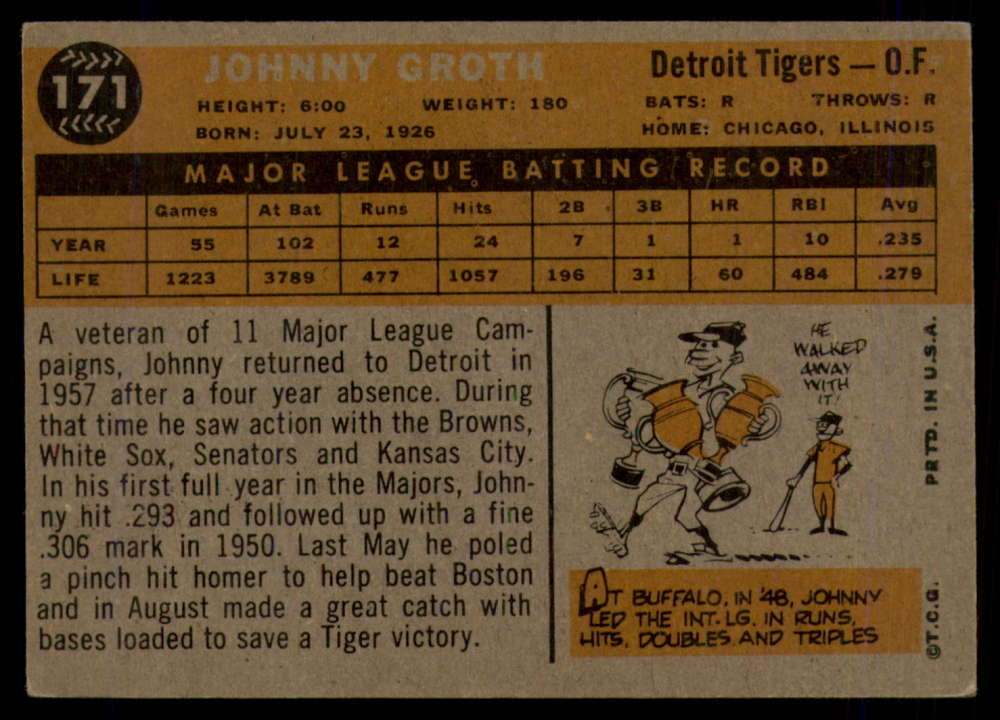 171
JOHNNY GROTH
Detroit Tigers — O.F.
HEIGHT: 6:00 WEIGHT: 180 BATS: R THROWS: R
BORN: JULY 23, 1926 HOME: CHICAGO, ILLINOIS
MAJOR LEAGUE BATTING RECORD
Games At Bat Runs Hits 2B 3B HR RBI Avg
YEAR 55 102 12 24 7 1 1 10 .235
LIFE 1223 3789 477 1057 196 31 60 484 .279
A veteran of 11 Major League Cam-
paigns, Johnny returned to Detroit in
1957 after a four year absence. During
that time he saw action with the Browns,
White Sox, Senators and Kansas City.
In his first full year in the Majors, John-
ny hit .293 and followed up with a fine
.306 mark in 1950. Last May he poled
a pinch hit homer to help beat Boston
and in August made a great catch with
bases loaded to save a Tiger victory.
HE
WALKED
AWAY
WITH
IT!
AT BUFFALO, IN '48, JOHNNY
LED THE INT. LG. IN RUNS,
HITS, DOUBLES AND TRIPLES
PRTD. IN U.S.A.
©T.C.G.